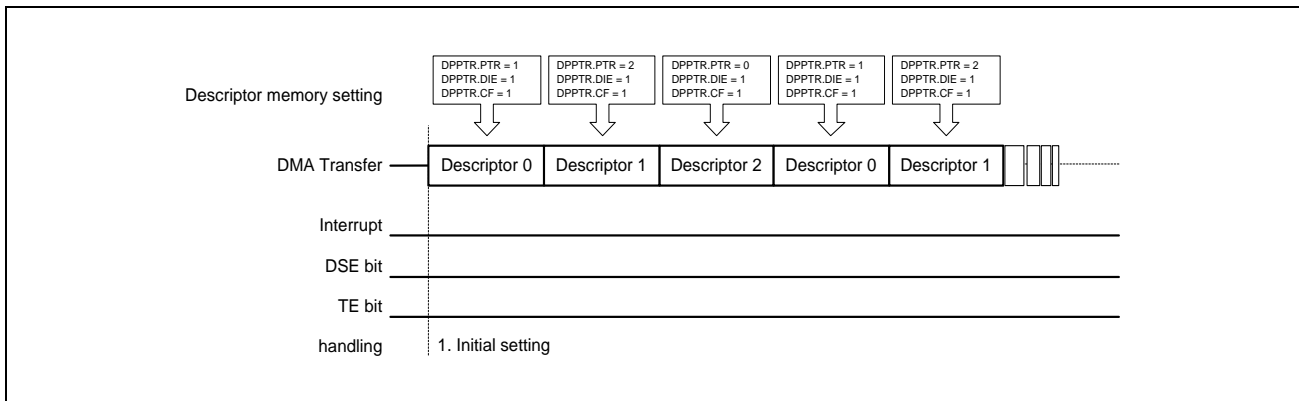 DPPTR.PTR = 1
DPPTR.DIE = 1
DPPTR.CF = 1
DPPTR.PTR = 2
DPPTR.DIE = 1
DPPTR.CF = 1
DPPTR.PTR = 0
DPPTR.DIE = 1
DPPTR.CF = 1
DPPTR.PTR = 1
DPPTR.DIE = 1
DPPTR.CF = 1
DPPTR.PTR = 2
DPPTR.DIE = 1
DPPTR.CF = 1
Descriptor memory setting
DMA Transfer
Descriptor 0
Descriptor 1
Descriptor 2
Descriptor 0
Descriptor 1
Interrupt
DSE bit
TE bit
handling
1. Initial setting